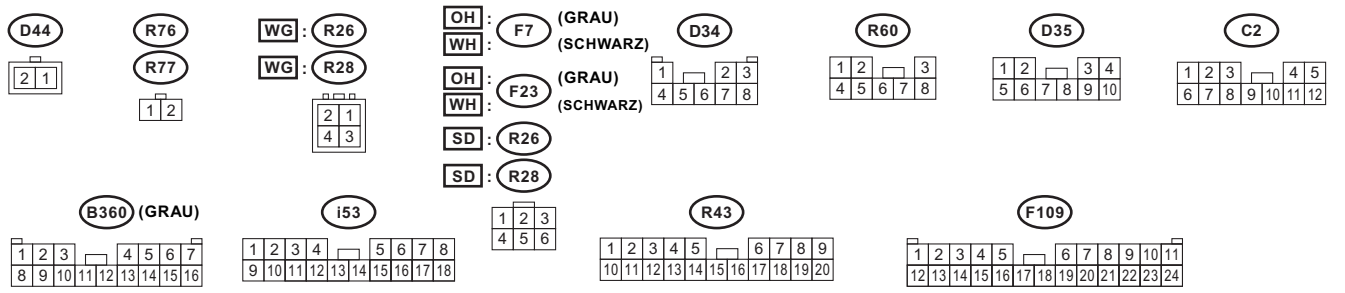 D44
2 1
R76
R77
1 2
WG : R26
WG : R28
2 1
4 3
OH : F7 (GRAU)
WH : (SCHWARZ)
OH : F23 (GRAU)
WH : (SCHWARZ)
SD : R26
SD : R28
1 2 3
4 5 6
D34
1 2 3
4 5 6 7 8
R60
1 2 3
4 5 6 7 8
D35
1 2 3 4
5 6 7 8 9 10
C2
1 2 3 4 5
6 7 8 9 10 11 12
B360 (GRAU)
1 2 3 4 5 6 7
8 9 10 11 12 13 14 15 16
i53
1 2 3 4 5 6 7 8
9 10 11 12 13 14 15 16 17 18
R43
1 2 3 4 5 6 7 8 9
10 11 12 13 14 15 16 17 18 19 20
F109
1 2 3 4 5 6 7 8 9 10 11
12 13 14 15 16 17 18 19 20 21 22 23 24